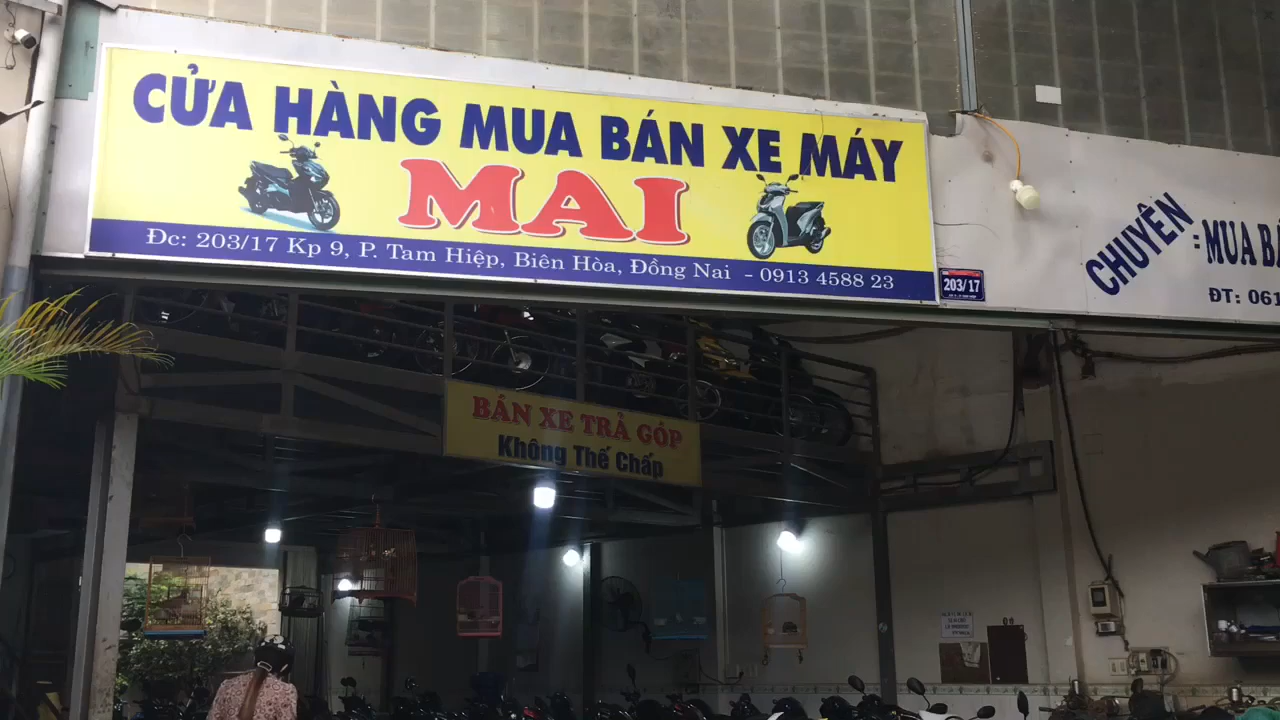 CỬA HÀNG MUA BÁN XE MÁY
MAI
Đc: 203/17 Kp 9, P. Tam Hiệp, Biên Hòa, Đồng Nai - 0913 4588 23
203/17
CHUYÊN
: MUA BÁ
ĐT: 061
BÁN XE TRẢ GÓP
Không Thế Chấp